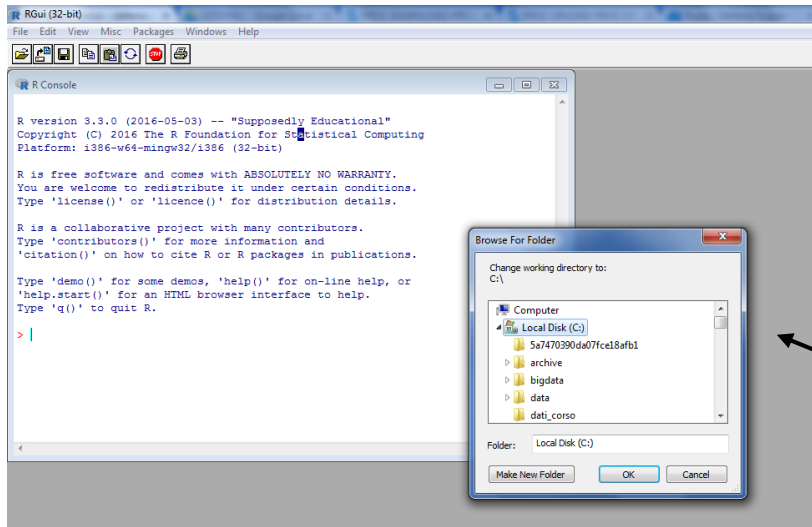 RGui (32-bit)
File Edit View Misc Packages Windows Help
STOP
R Console
R version 3.3.0 (2016-05-03) -- "Supposedly Educational"
Copyright (C) 2016 The R Foundation for Statistical Computing
Platform: i386-w64-mingw32/i386 (32-bit)
R is free software and comes with ABSOLUTELY NO WARRANTY.
You are welcome to redistribute it under certain conditions.
Type 'license()' or 'licence()' for distribution details.
R is a collaborative project with many contributors.
Type 'contributors()' for more information and
'citation()' on how to cite R or R packages in publications.
Type 'demo()' for some demos, 'help()' for on-line help, or
'help.start()' for an HTML browser interface to help.
Type 'q()' to quit R.
>
Browse For Folder
Change working directory to:
C:\
Computer
Local Disk (C:)
5a7470390da07fce18afb1
archive
bigdata
data
dati_corso
Folder: Local Disk (C:)
Make New Folder OK Cancel